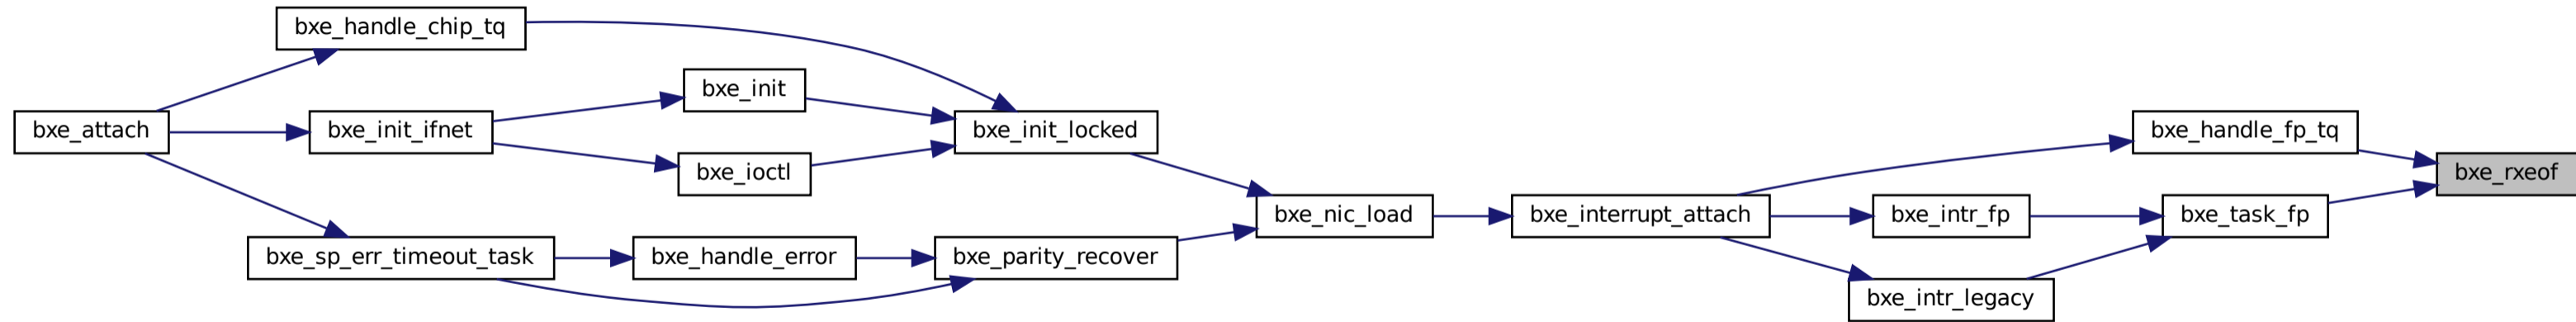 bxe_handle_chip_tq
bxe_init
bxe_attach
bxe_init_ifnet
bxe_init_locked
bxe_handle_fp_tq
bxe_ioctl
bxe_rxeof
bxe_nic_load
bxe_interrupt_attach
bxe_intr_fp
bxe_task_fp
bxe_sp_err_timeout_task
bxe_handle_error
bxe_parity_recover
bxe_intr_legacy